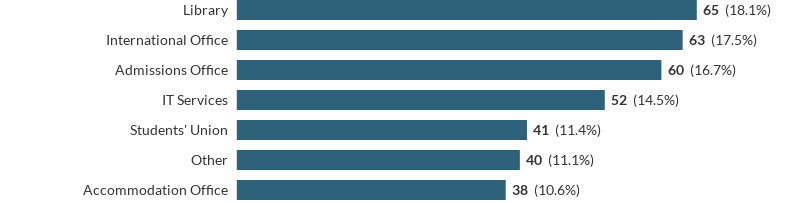 Library 65 (18.1%)
International Office 63 (17.5%)
Admissions Office 60 (16.7%)
IT Services 52 (14.5%)
Students' Union 41 (11.4%)
Other 40 (11.1%)
Accommodation Office 38 (10.6%)